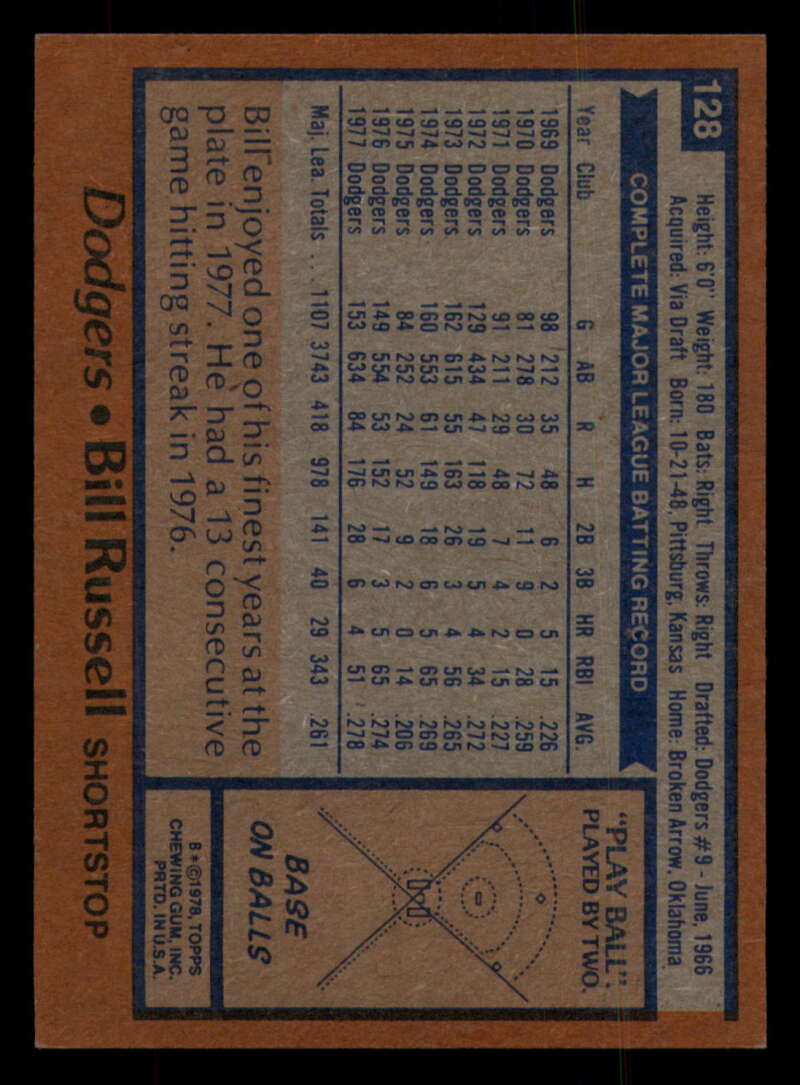 128
Height: 6'0" Weight: 180 Bats: Right Throws: Right Drafted: Dodgers #9 - June, 1966
Acquired: Via Draft Born: 10-21-48, Pittsburg, Kansas Home: Broken Arrow, Oklahoma
COMPLETE MAJOR LEAGUE BATTING RECORD
Year Club G AB R H 2B 3B HR RBI AVG.
1969 Dodgers 98 212 35 48 6 2 5 15 .226
1970 Dodgers 81 278 30 72 11 9 0 28 .259
1971 Dodgers 91 211 29 48 7 4 2 15 .227
1972 Dodgers 129 434 47 118 19 5 4 34 .272
1973 Dodgers 162 615 55 163 26 3 4 56 .265
1974 Dodgers 160 553 61 149 18 6 5 65 .269
1975 Dodgers 84 252 24 52 9 2 0 14 .206
1976 Dodgers 149 554 53 152 17 3 5 65 .274
1977 Dodgers 153 634 84 176 28 6 4 51 .278
Maj. Lea. Totals .. 1107 3743 418 978 141 40 29 343 .261
Bill enjoyed one of his finest years at the
plate in 1977. He had a 13 consecutive
game hitting streak in 1976.
"PLAY BALL".
PLAYED BY TWO.
BASE
ON BALLS
B*©1978, TOPPS
CHEWING GUM, INC.
PRTD. IN U.S.A.
Dodgers • Bill Russell SHORTSTOP